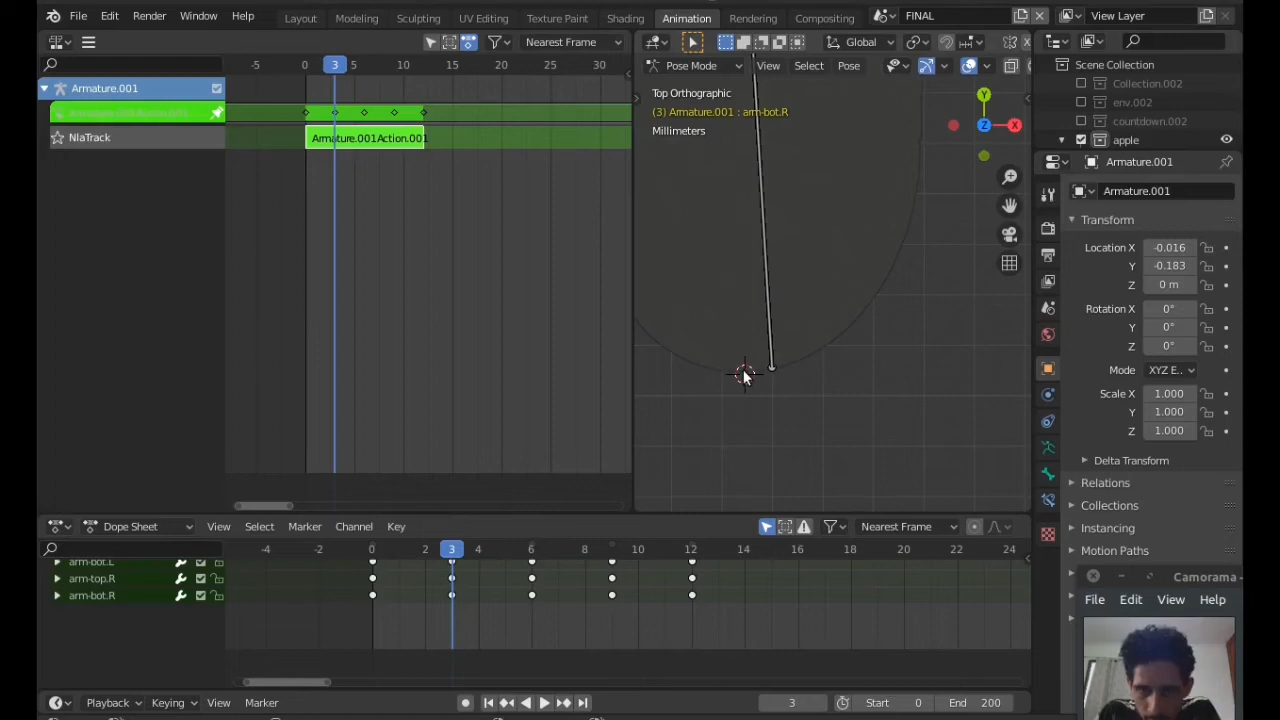 File Edit Render Window Help Layout Modeling Sculpting UV Editing Texture Paint Shading Animation Rendering Compositing FINAL View Layer
Nearest Frame Global
-5 0 3 5 10 15 20 25 30
Pose Mode View Select Pose
Scene Collection
Collection.002
env.002
countdown.002
apple
Armature.001
NlaTrack
Armature.001Action.001
Top Orthographic
(3) Armature.001 : arm-bot.R
Millimeters
Y
Z
X
Armature.001
Armature.001
Transform
Location X -0.016
Y -0.183
Z 0 m
Rotation X 0°
Y 0°
Z 0°
Mode XYZ E..
Scale X 1.000
Y 1.000
Z 1.000
Delta Transform
Relations
Collections
Instancing
Motion Paths
Dope Sheet View Select Marker Channel Key Nearest Frame
-4 -2 0 2 3 4 6 8 10 12 14 16 18 20 22 24
arm-bot.L
arm-top.R
arm-bot.R
Camorama -
File Edit View Help
Playback Keying View Marker 3 Start 0 End 200